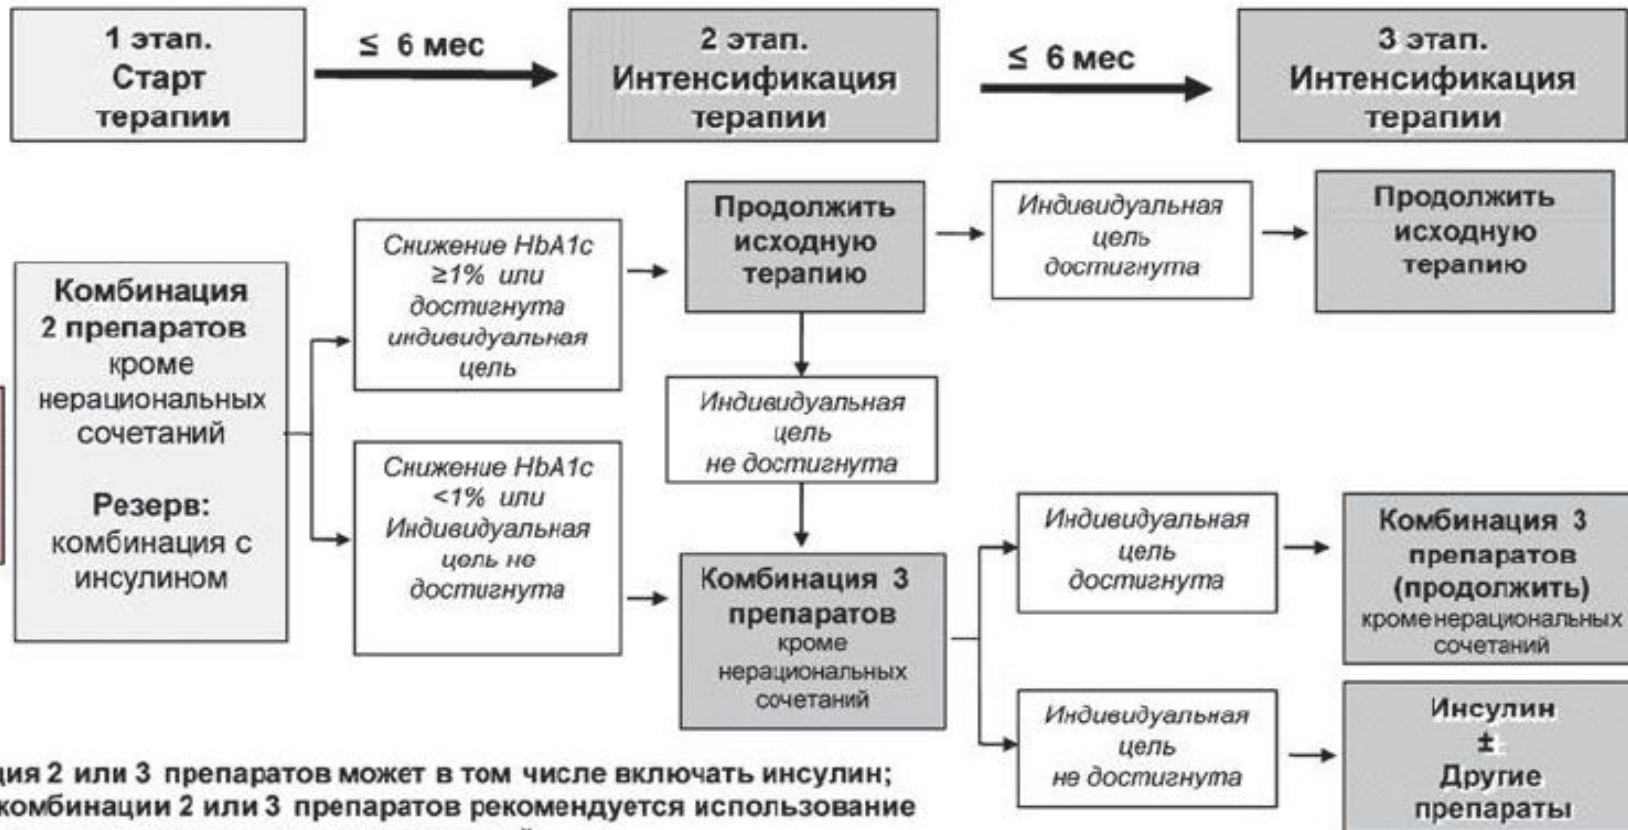 1 этап.
Старт
терапии
≤ 6 мес
2 этап.
Интенсификация
терапии
≤ 6 мес
3 этап.
Интенсификация
терапии
Комбинация
2 препаратов
кроме
нерациональных
сочетаний
Резерв:
комбинация с
инсулином
Снижение HbA1c
≥1% или
достигнута
индивидуальная
цель
Снижение HbA1c
<1% или
Индивидуальная
цель не
достигнута
Продолжить
исходную
терапию
Индивидуальная
цель
достигнута
Продолжить
исходную
терапию
Индивидуальная
цель
не достигнута
Комбинация 3
препаратов
кроме
нерациональных
сочетаний
Индивидуальная
цель
достигнута
Комбинация 3
препаратов
(продолжить)
кроме нерациональных
сочетаний
Индивидуальная
цель
не достигнута
Инсулин
±
Другие
препараты
ция 2 или 3 препаратов может в том числе включать инсулин;
комбинации 2 или 3 препаратов рекомендуется использование